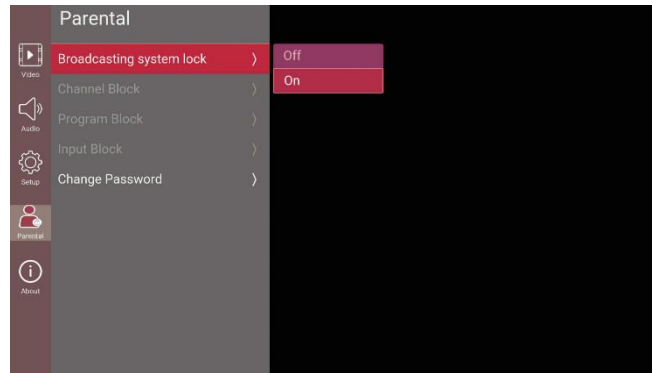 Parental
Video
Audio
Setup
Parental
About
Broadcasting system lock
Channel Block
Program Block
Input Block
Change Password
Off
On